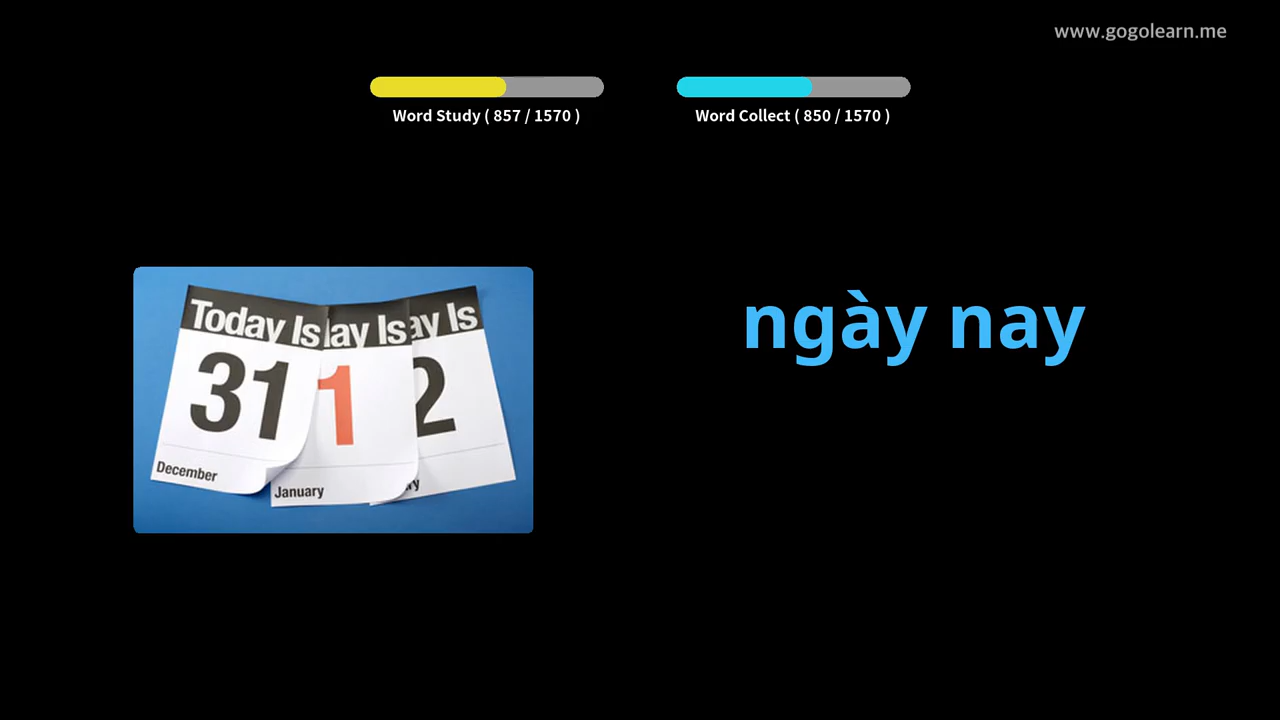 www.gogolearn.me
Word Study ( 857 / 1570 )
Word Collect ( 850 / 1570 )
Today Is
31
December
ay Is
1
January
ay Is
2
ry
ngày nay